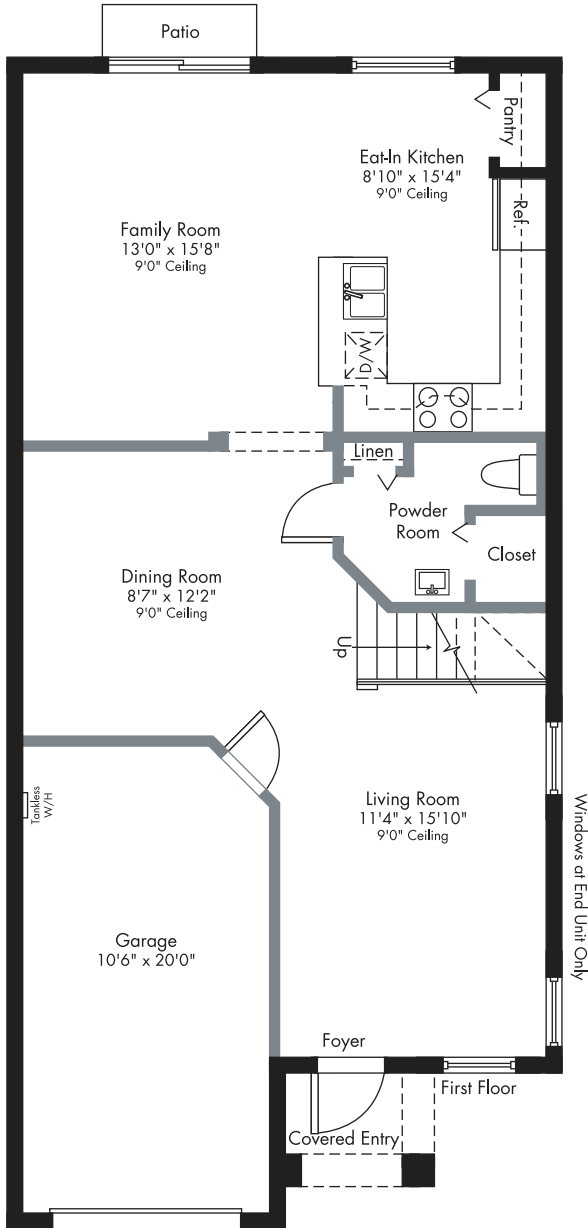 Patio
Pantry
Eat-In Kitchen
8'10" x 15'4"
9'0" Ceiling
Ref.
Family Room
13'0" x 15'8"
9'0" Ceiling
D/W
Linen
Powder
Room
Closet
Dining Room
8'7" x 12'2"
9'0" Ceiling
Up
Living Room
11'4" x 15'10"
9'0" Ceiling
Tankless
W/H
Windows at End Unit Only
Garage
10'6" x 20'0"
Foyer
First Floor
Covered Entry